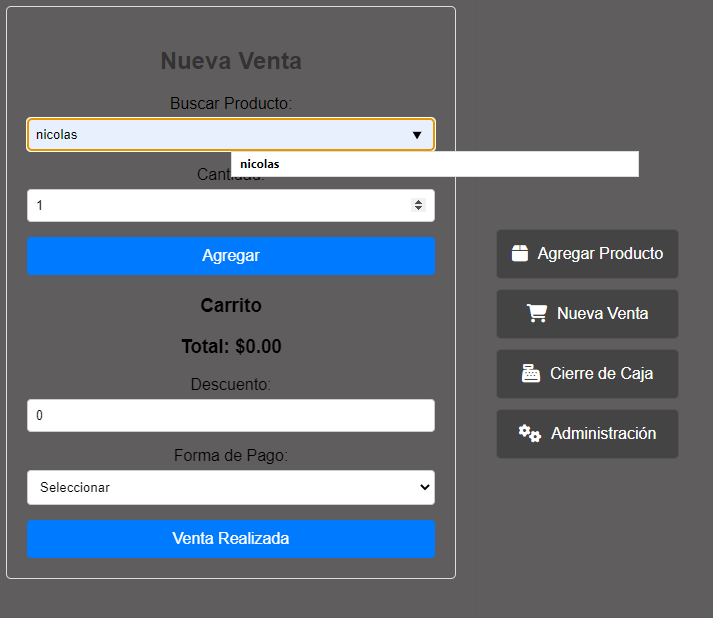 Nueva Venta
Buscar Producto:
nicolas
nicolas
Cantidad:
1
Agregar
Carrito
Total: $0.00
Descuento:
0
Forma de Pago:
Seleccionar
Venta Realizada
Agregar Producto
Nueva Venta
Cierre de Caja
Administración